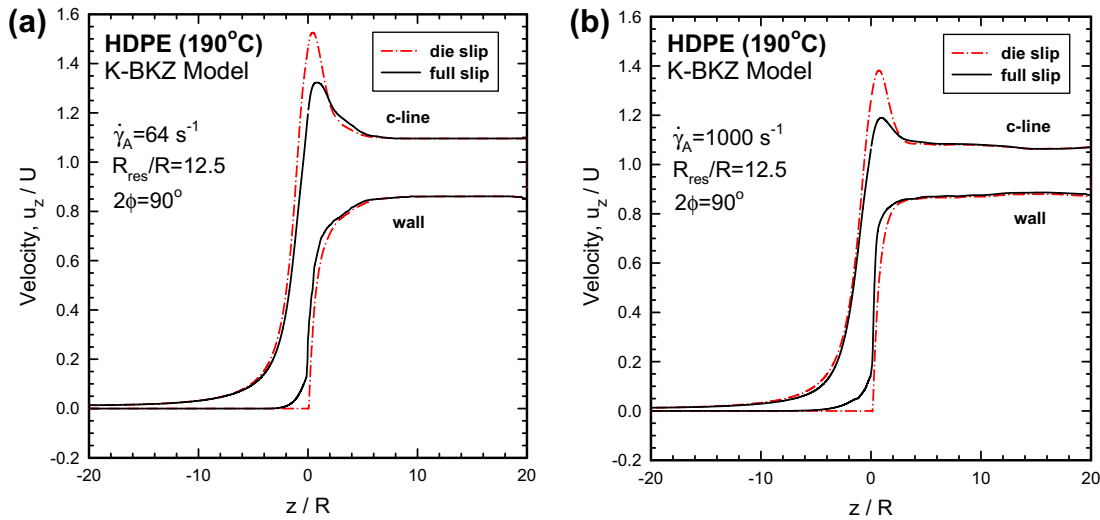 (a)
HDPE (190°C)
K-BKZ Model
die slip
full slip
c-line
γ̇A=64 s⁻¹
Rres/R=12.5
2ϕ=90°
wall
Velocity, uz / U
1.6
1.4
1.2
1.0
0.8
0.6
0.4
0.2
0.0
-0.2
-20 -10 0 10 20
z / R
(b)
HDPE (190°C)
K-BKZ Model
die slip
full slip
c-line
γ̇A=1000 s⁻¹
Rres/R=12.5
2ϕ=90°
wall
Velocity, uz / U
1.6
1.4
1.2
1.0
0.8
0.6
0.4
0.2
0.0
-0.2
-20 -10 0 10 20
z / R